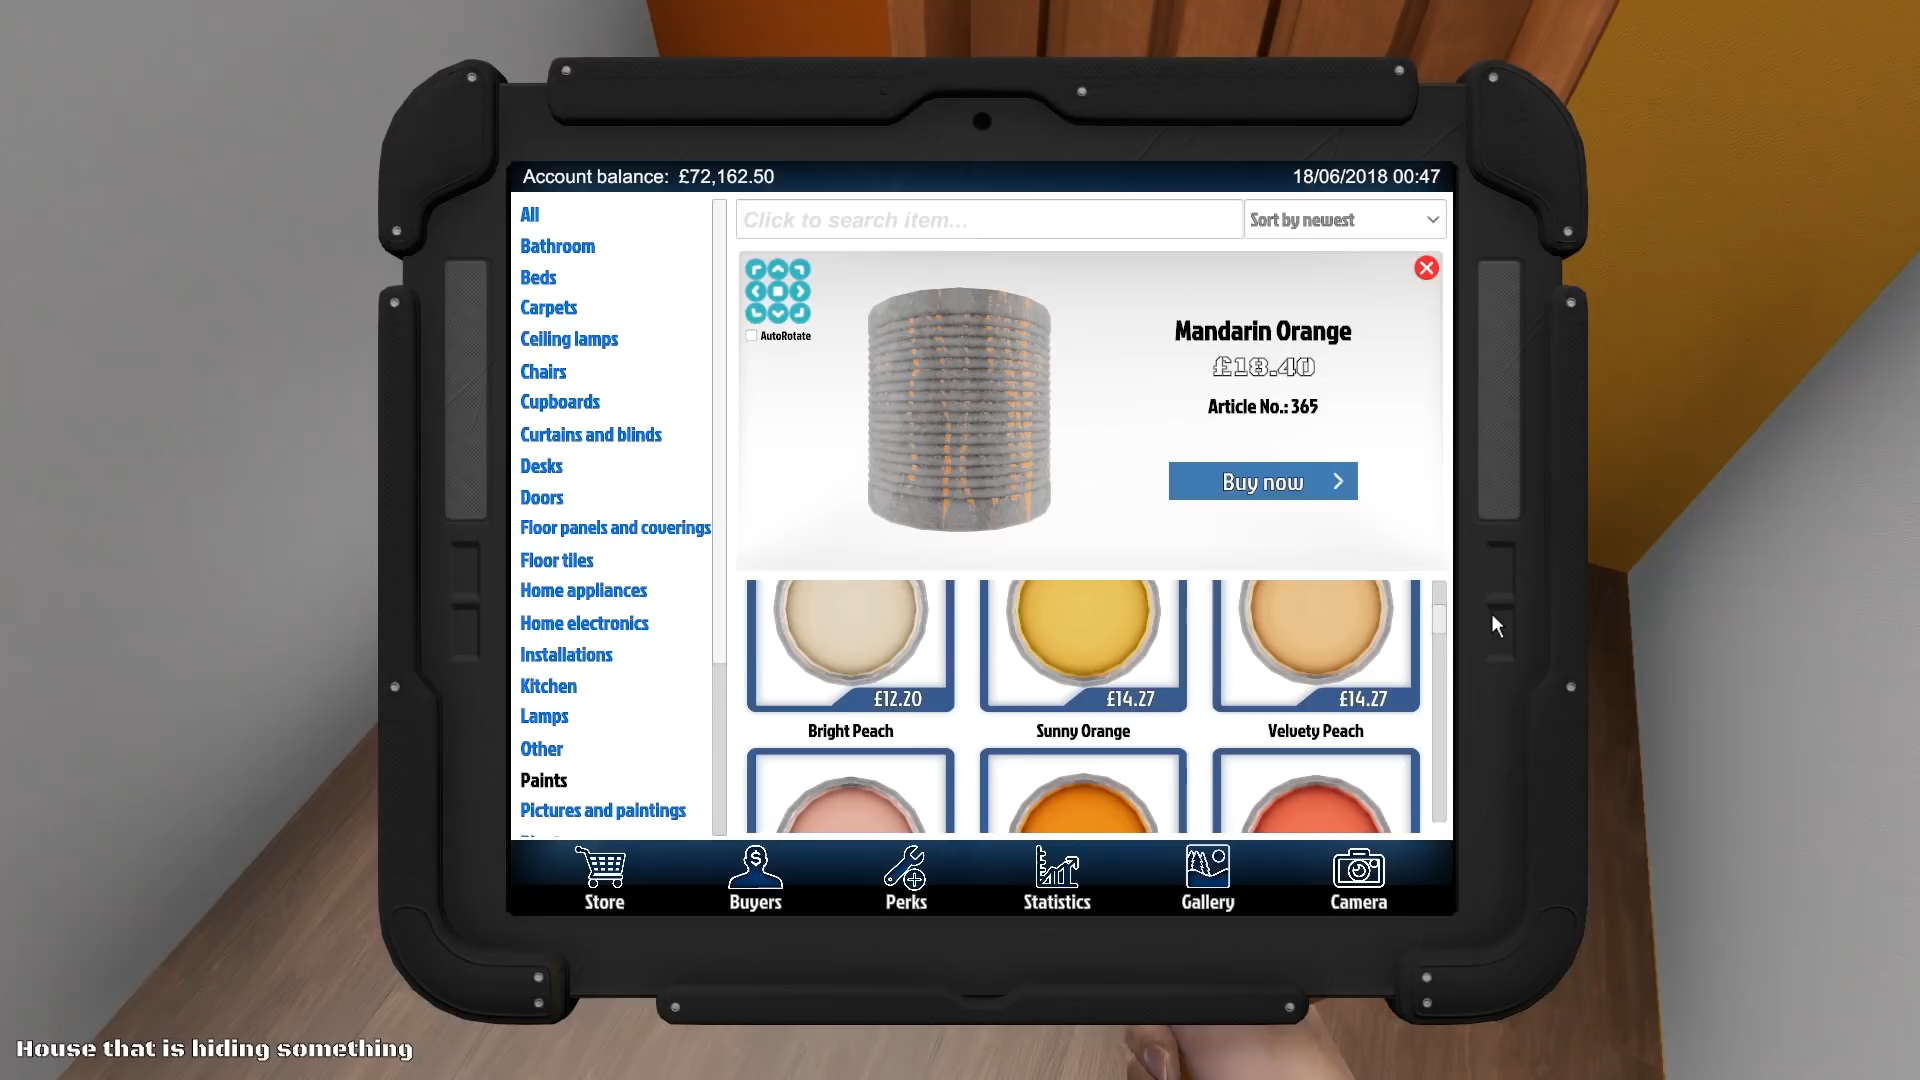 Account balance: £72,162.50
18/06/2018 00:47
All
Bathroom
Beds
Carpets
Ceiling lamps
Chairs
Cupboards
Curtains and blinds
Desks
Doors
Floor panels and coverings
Floor tiles
Home appliances
Home electronics
Installations
Kitchen
Lamps
Other
Paints
Pictures and paintings
Click to search item...
Sort by newest
AutoRotate
Mandarin Orange
£18.40
Article No.: 365
Buy now
£12.20
£14.27
£14.27
Bright Peach
Sunny Orange
Velvety Peach
Store
Buyers
Perks
Statistics
Gallery
Camera
House that is hiding something